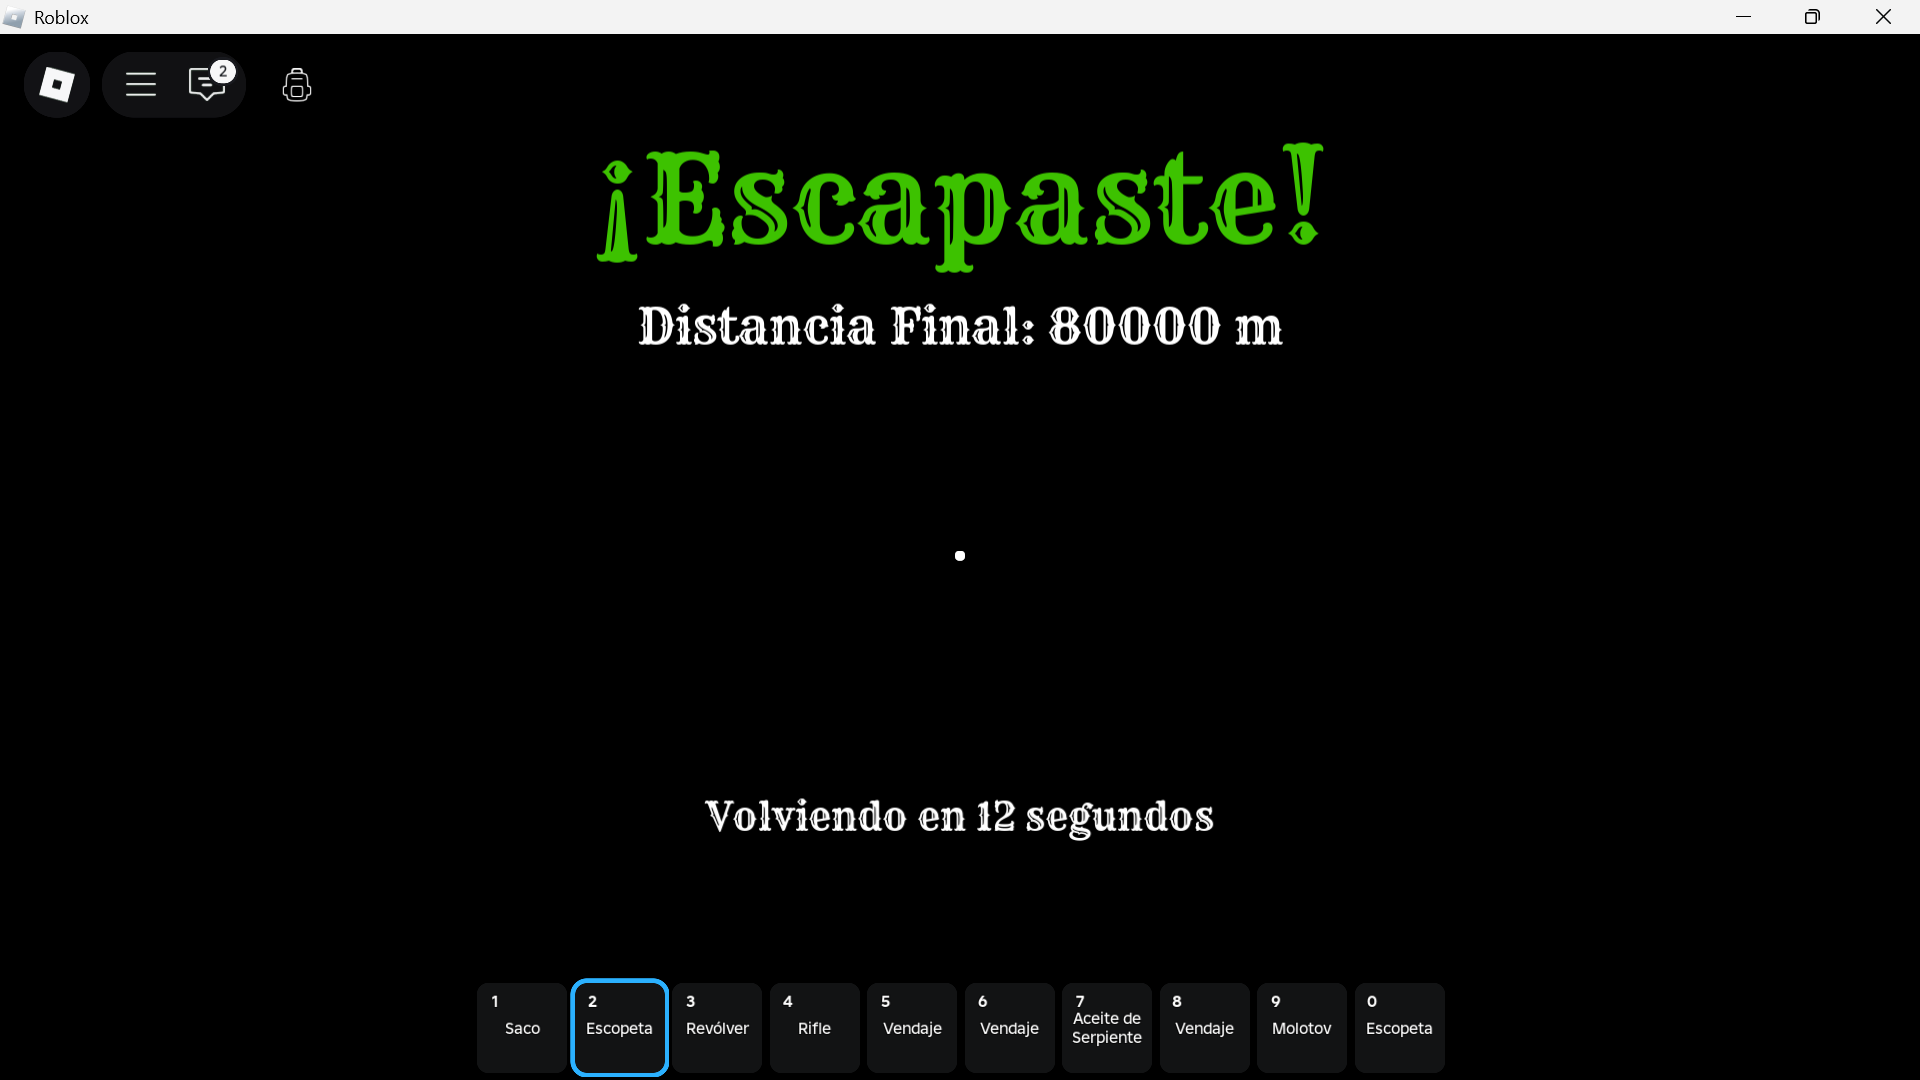 Roblox
2
¡Escapaste!
Distancia Final: 80000 m
Volviendo en 12 segundos
1
Saco
2
Escopeta
3
Revólver
4
Rifle
5
Vendaje
6
Vendaje
7
Aceite de
Serpiente
8
Vendaje
9
Molotov
0
Escopeta